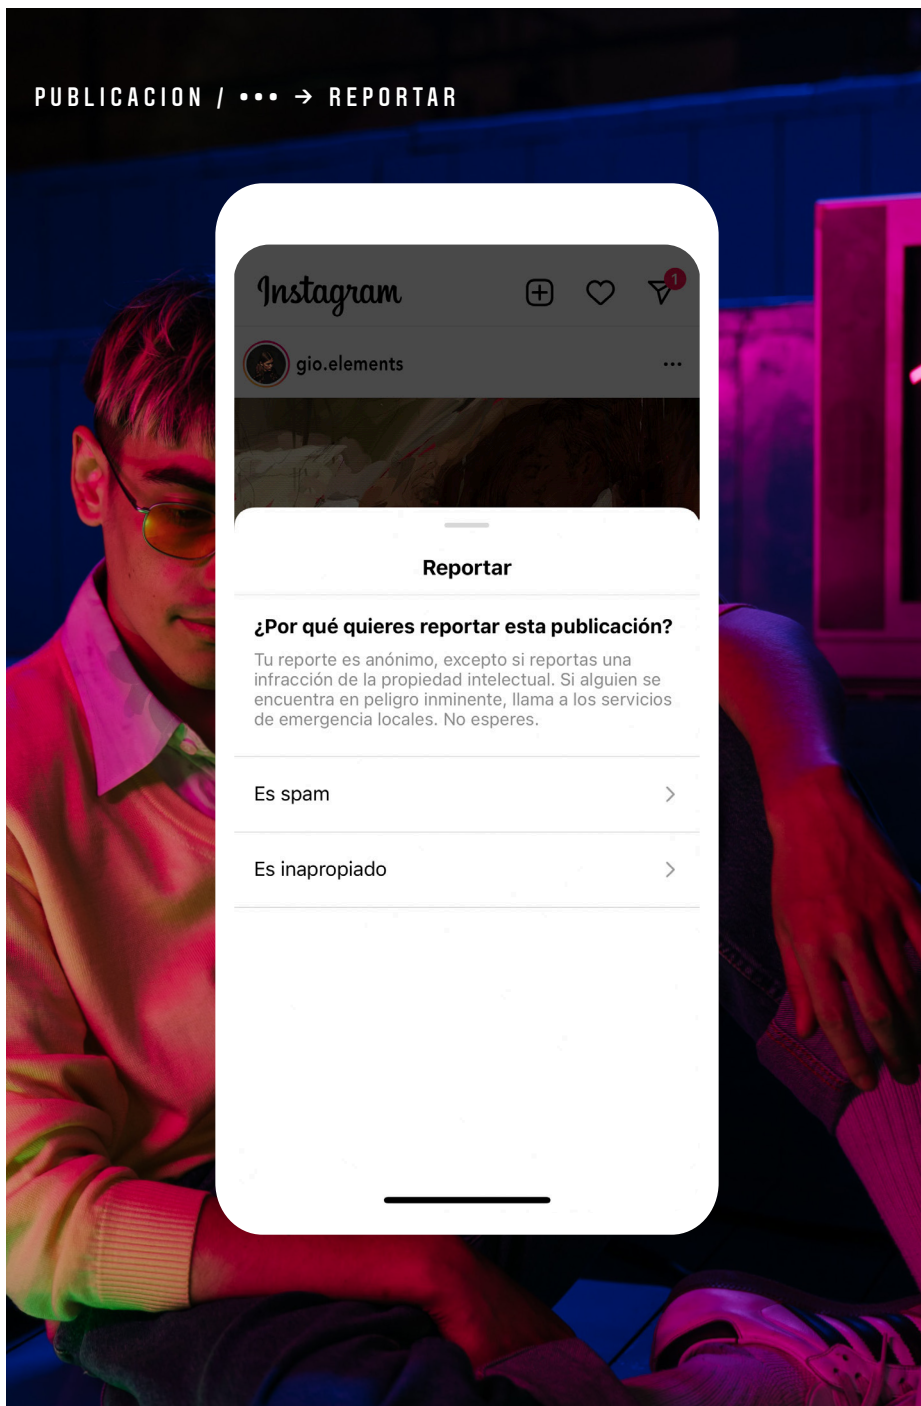 PUBLICACION / ••• → REPORTAR
Instagram
1
gio.elements
Reportar
¿Por qué quieres reportar esta publicación?
Tu reporte es anónimo, excepto si reportas una
infracción de la propiedad intelectual. Si alguien se
encuentra en peligro inminente, llama a los servicios
de emergencia locales. No esperes.
Es spam
Es inapropiado